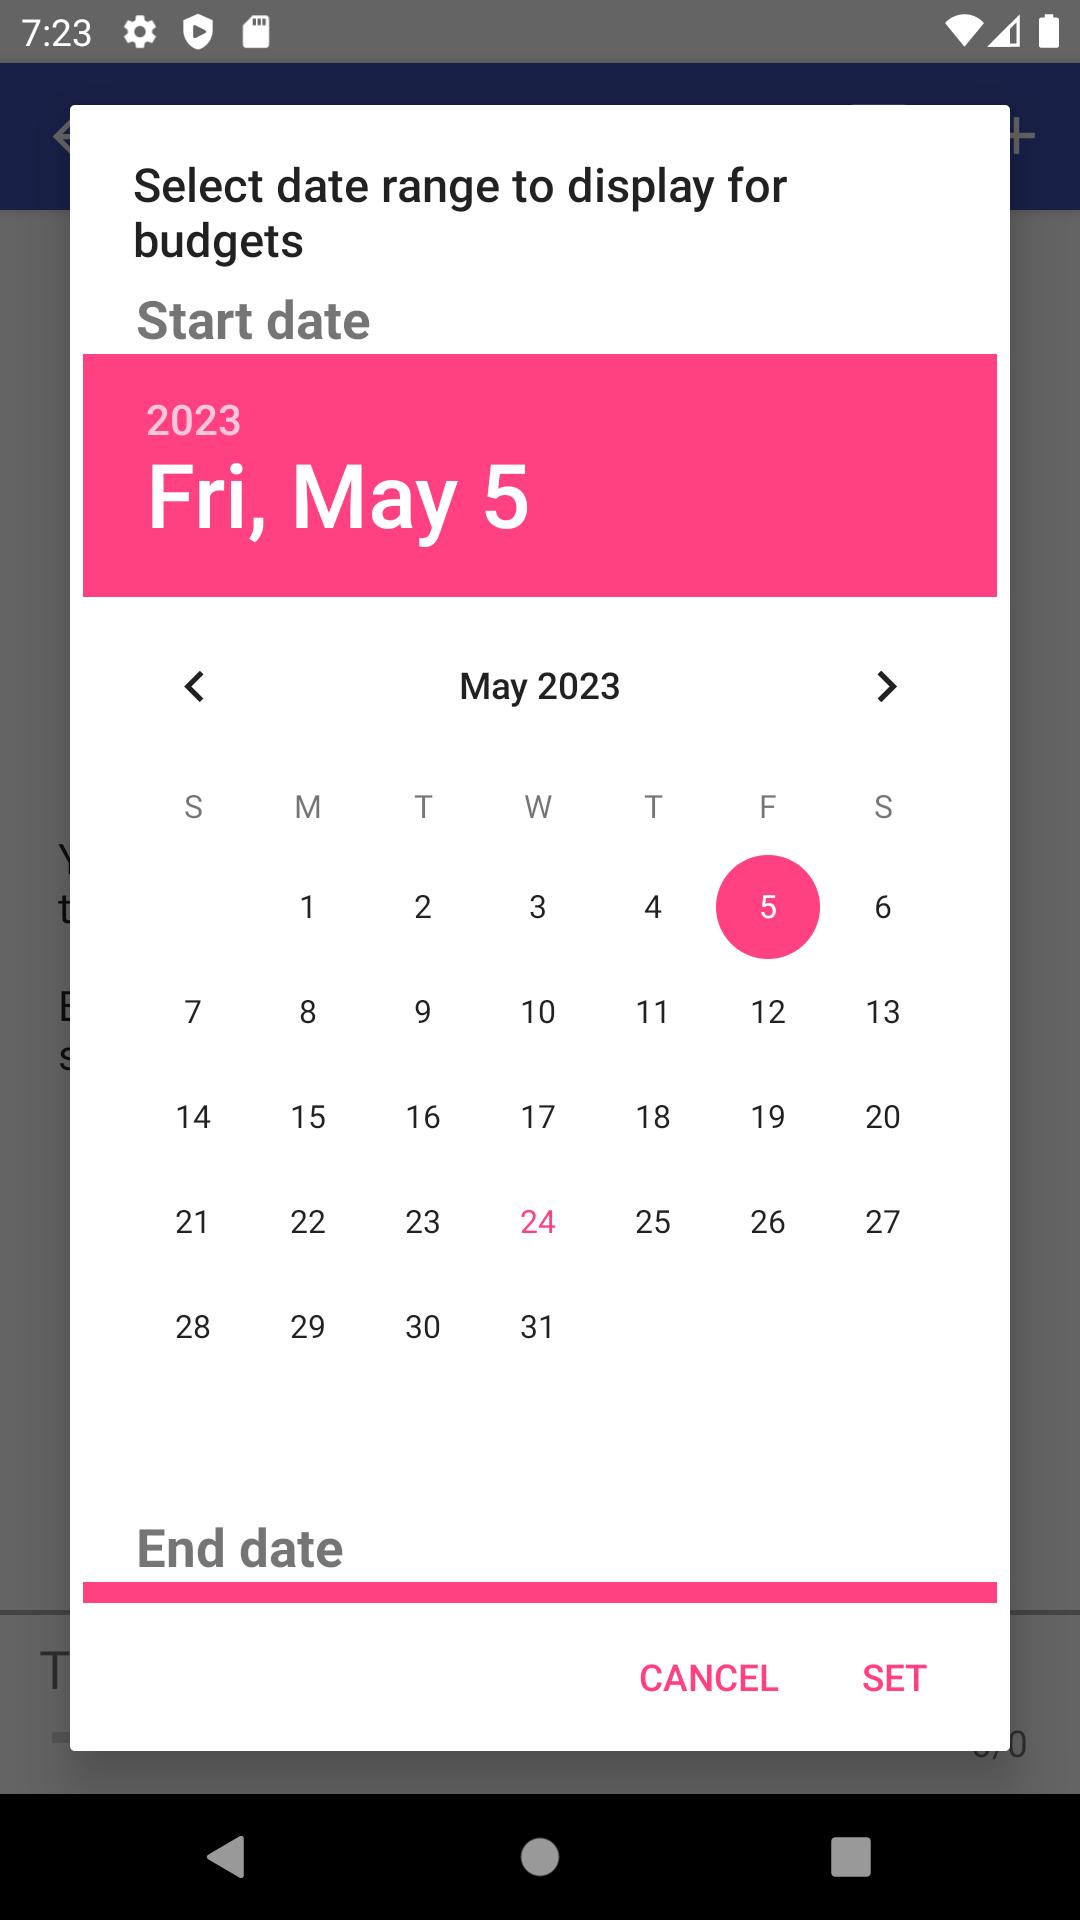 7:23
Select date range to display for
budgets
Start date
2023
Fri, May 5
May 2023
S M T W T F S
1 2 3 4 5 6
7 8 9 10 11 12 13
14 15 16 17 18 19 20
21 22 23 24 25 26 27
28 29 30 31
End date
CANCEL SET